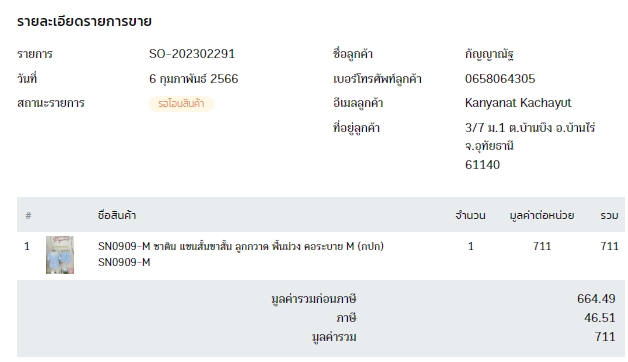 รายละเอียดรายการขาย
รายการ SO-202302291 ชื่อลูกค้า กัญญาณัฐ
วันที่ 6 กุมภาพันธ์ 2566 เบอร์โทรศัพท์ลูกค้า 0658064305
สถานะรายการ รอโอนสินค้า อีเมลลูกค้า Kanyanat Kachayut
ที่อยู่ลูกค้า 3/7 ม.1 ต.บ้านบึง อ.บ้านไร่
จ.อุทัยธานี
61140
# ชื่อสินค้า จำนวน มูลค่าต่อหน่วย รวม
1 SN0909-M ซาติน แขนสั้นขาสั้น ลูกกวาด พื้นม่วง คอระบาย M (กปก) 1 711 711
SN0909-M
มูลค่ารวมก่อนภาษี 664.49
ภาษี 46.51
มูลค่ารวม 711